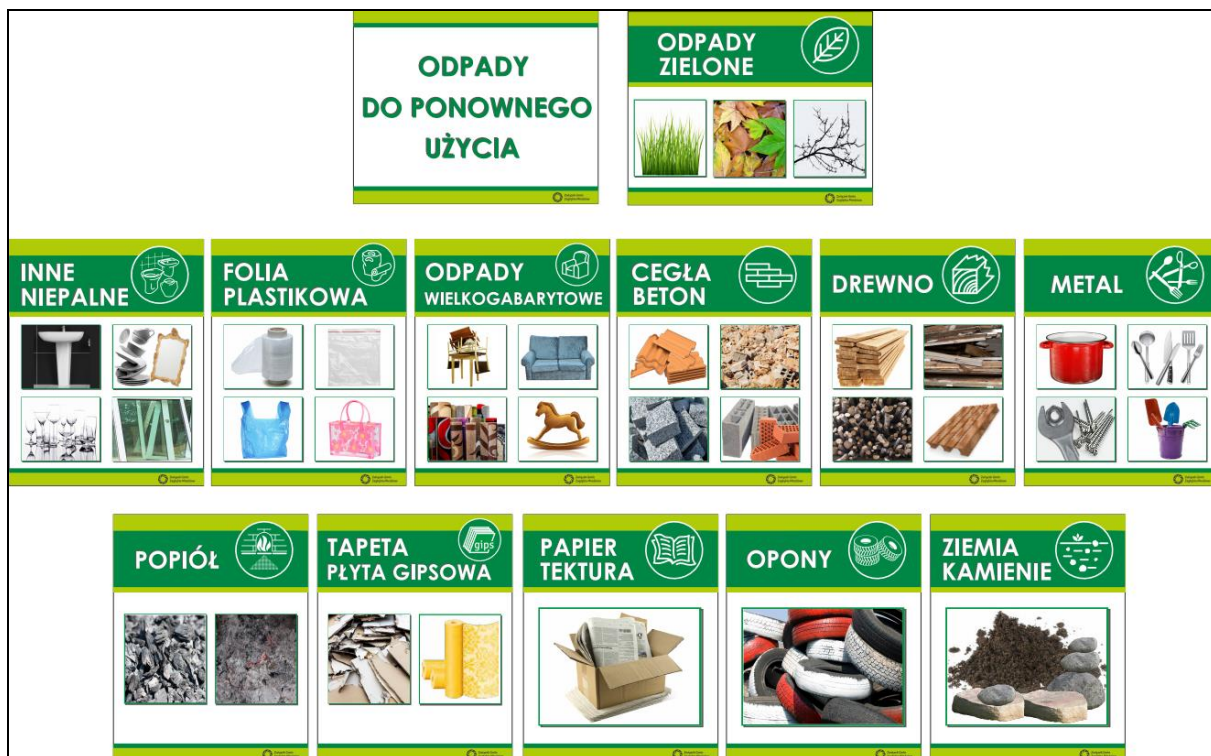 ODPADY
DO PONOWNEGO
UŻYCIA
ODPADY
ZIELONE
INNE
NIEPALNE
FOLIA
PLASTIKOWA
ODPADY
WIELKOGABARYTOWE
CEGŁA
BETON
DREWNO
METAL
POPIÓŁ
TAPETA
PŁYTA GIPSOWA
gips
PAPIER
TEKTURA
OPONY
ZIEMIA
KAMIENIE